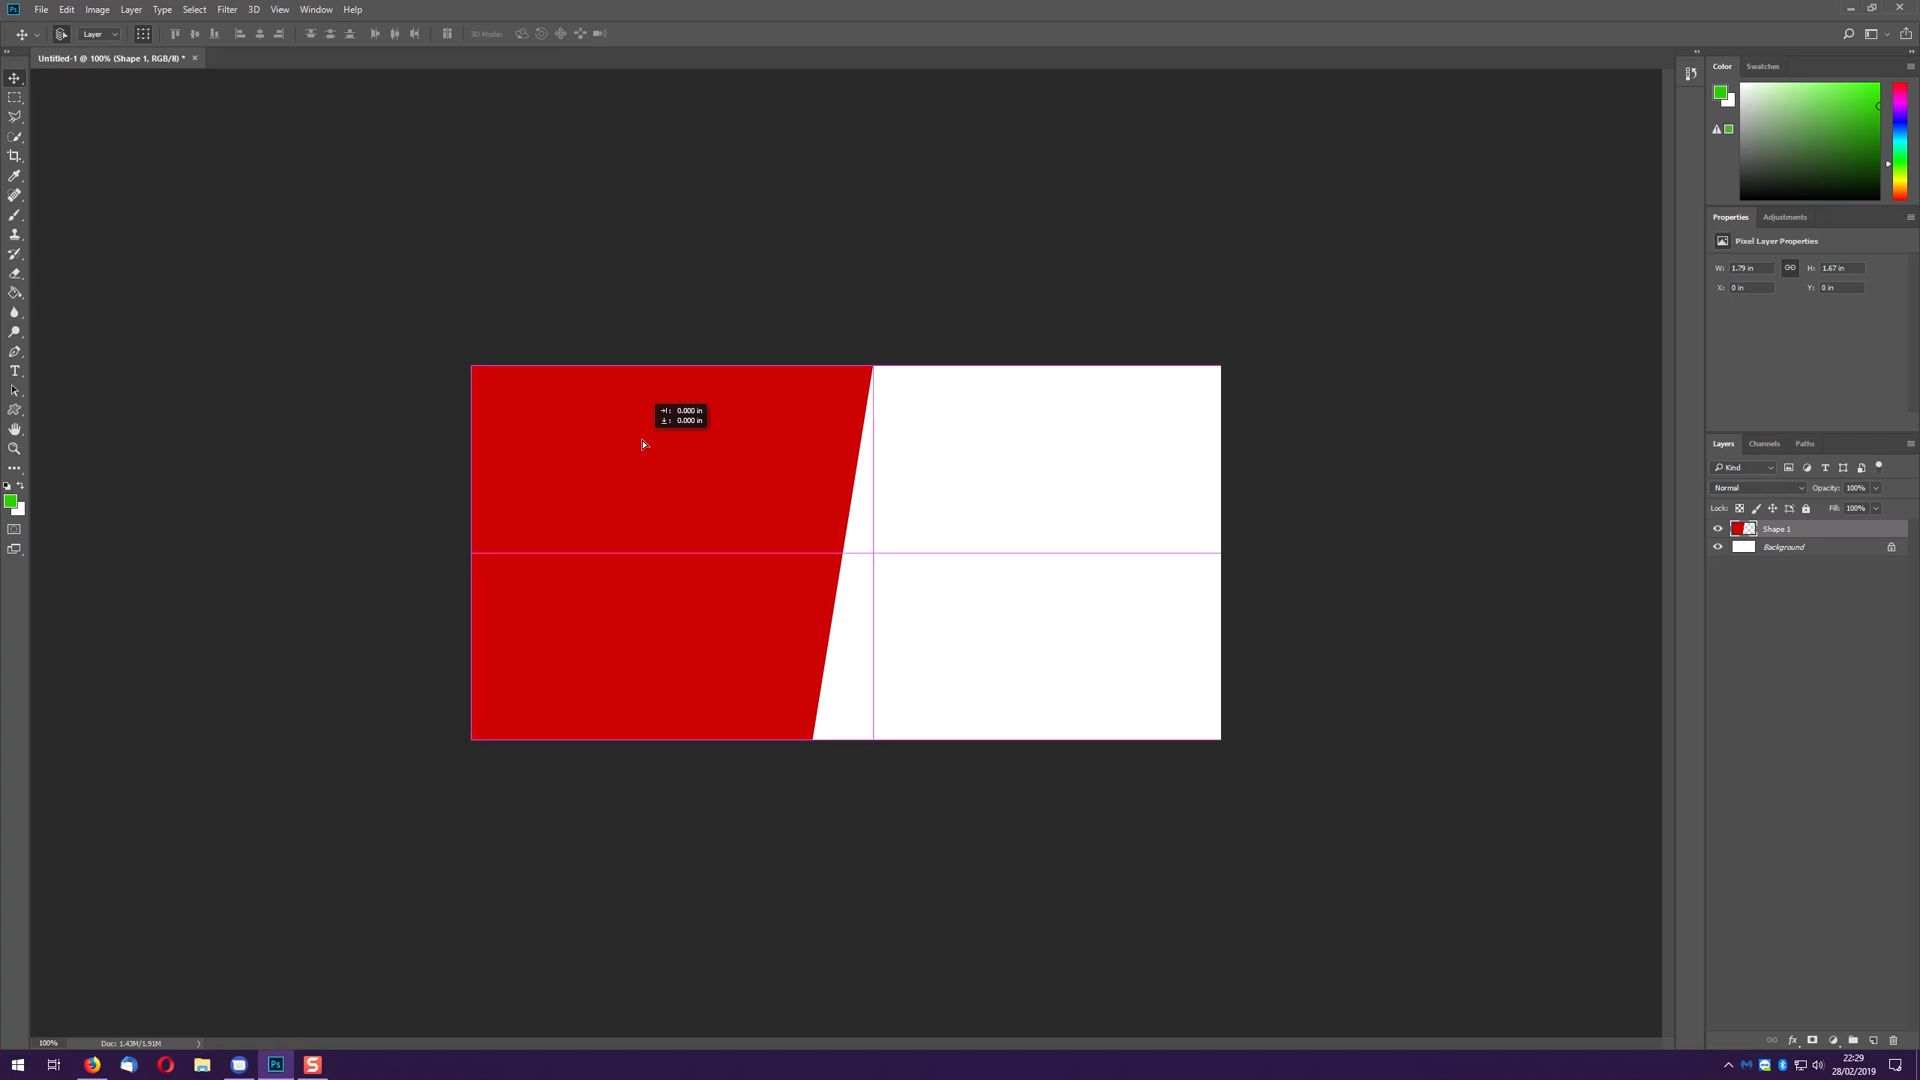 Ps File Edit Image Layer Type Select Filter 3D View Window Help
Layer 3D Mode:
Untitled-1 @ 100% (Shape 1, RGB/8) * ×
Color Swatches
Properties Adjustments
Pixel Layer Properties
W: 1.79 in H: 1.67 in
X: 0 in Y: 0 in
0.000 in
0.000 in
Layers Channels Paths
Kind
Normal Opacity: 100%
Lock: Fill: 100%
Shape 1
Background
100% Doc: 1.43M/1.91M
Ps S
22:29
28/02/2019